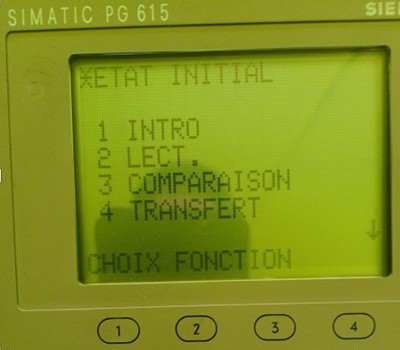 SIMATIC PG 615
SIE
*ETAT INITIAL
1 INTRO
2 LECT.
3 COMPARAISON
4 TRANSFERT
↓
CHOIX FONCTION
1 2 3 4